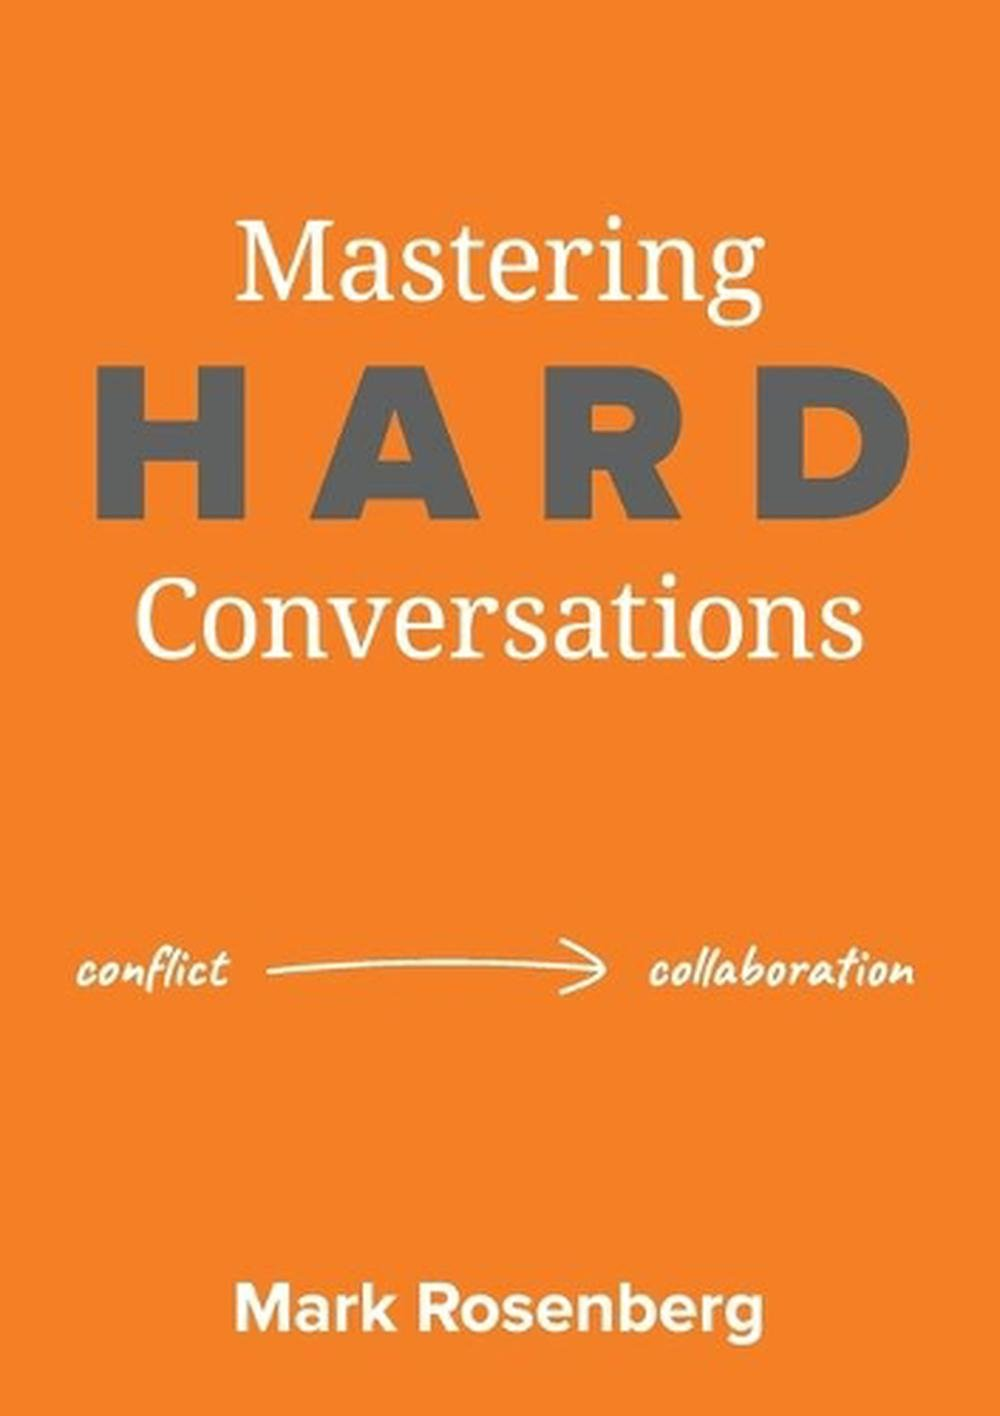 Mastering
HARD
Conversations
conflict → collaboration
Mark Rosenberg